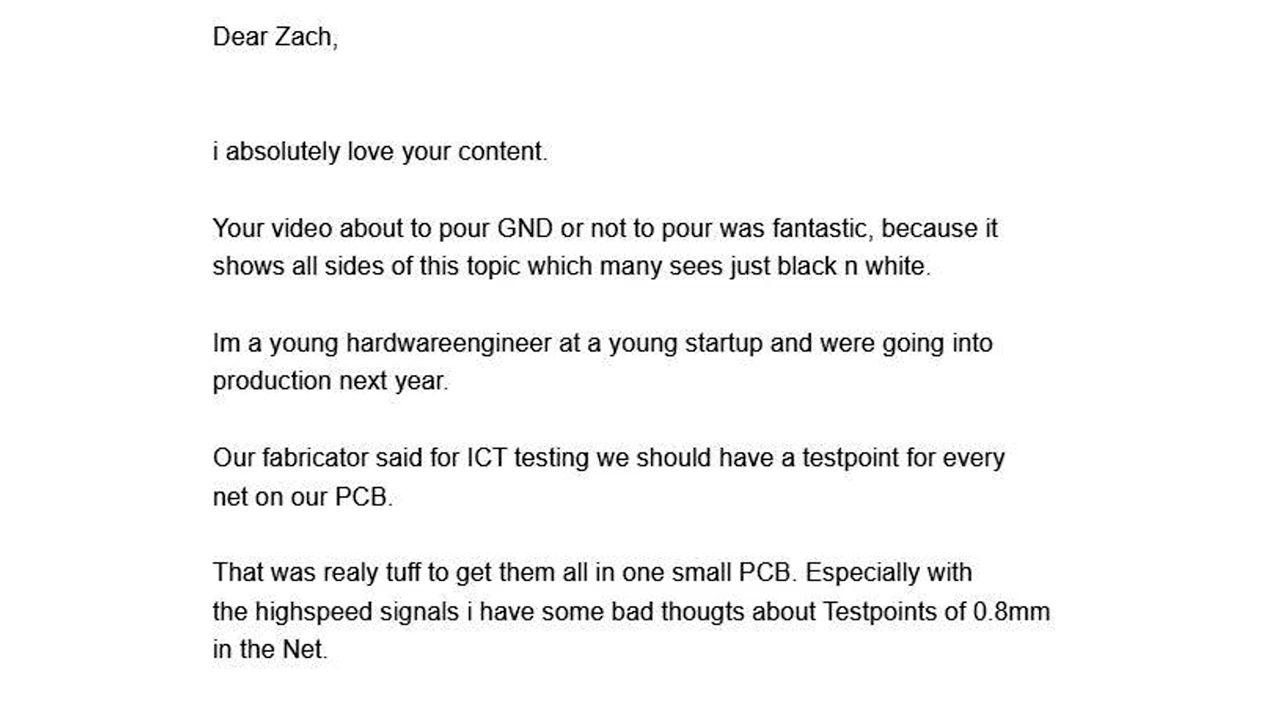 Dear Zach,
i absolutely love your content.
Your video about to pour GND or not to pour was fantastic, because it
shows all sides of this topic which many sees just black n white.
Im a young hardwareengineer at a young startup and were going into
production next year.
Our fabricator said for ICT testing we should have a testpoint for every
net on our PCB.
That was realy tuff to get them all in one small PCB. Especially with
the highspeed signals i have some bad thougts about Testpoints of 0.8mm
in the Net.